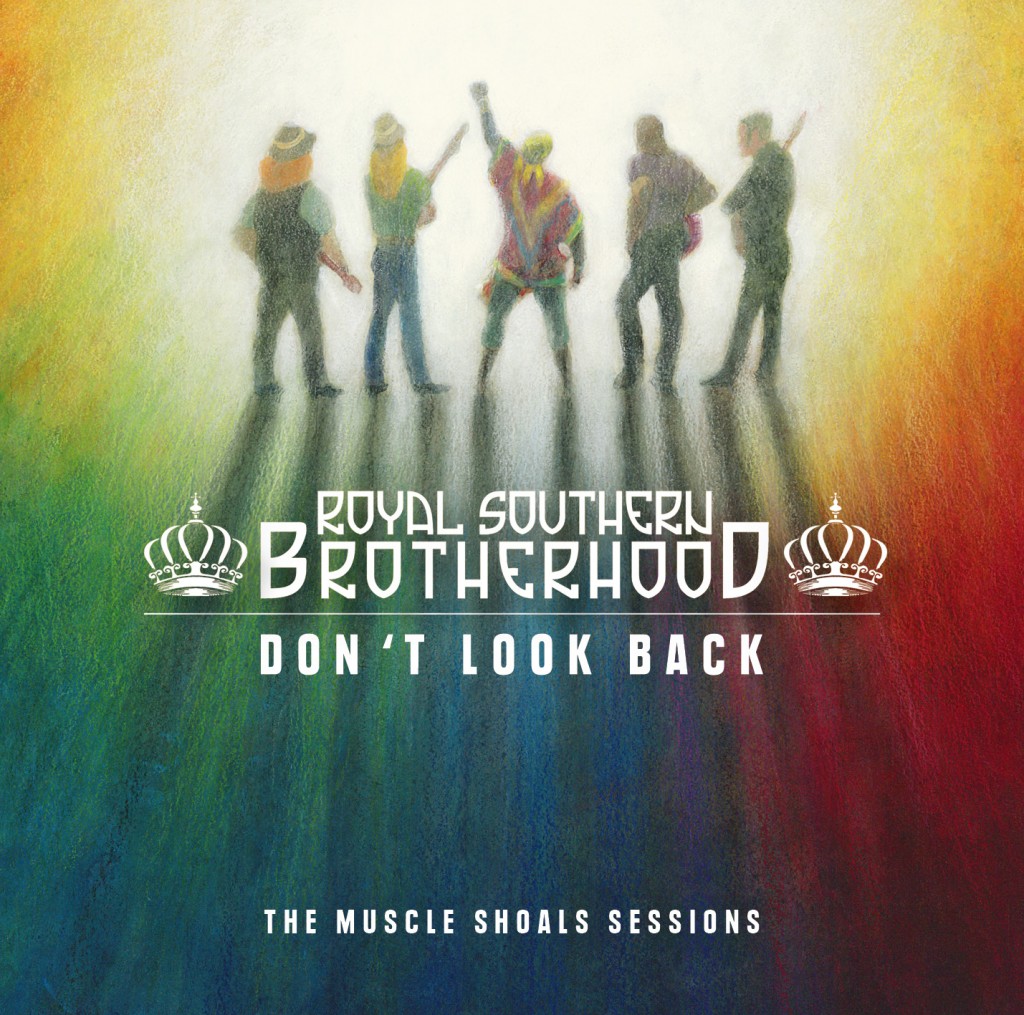 ROYAL SOUTHERN
BROTHERHOOD
DON'T LOOK BACK
THE MUSCLE SHOALS SESSIONS